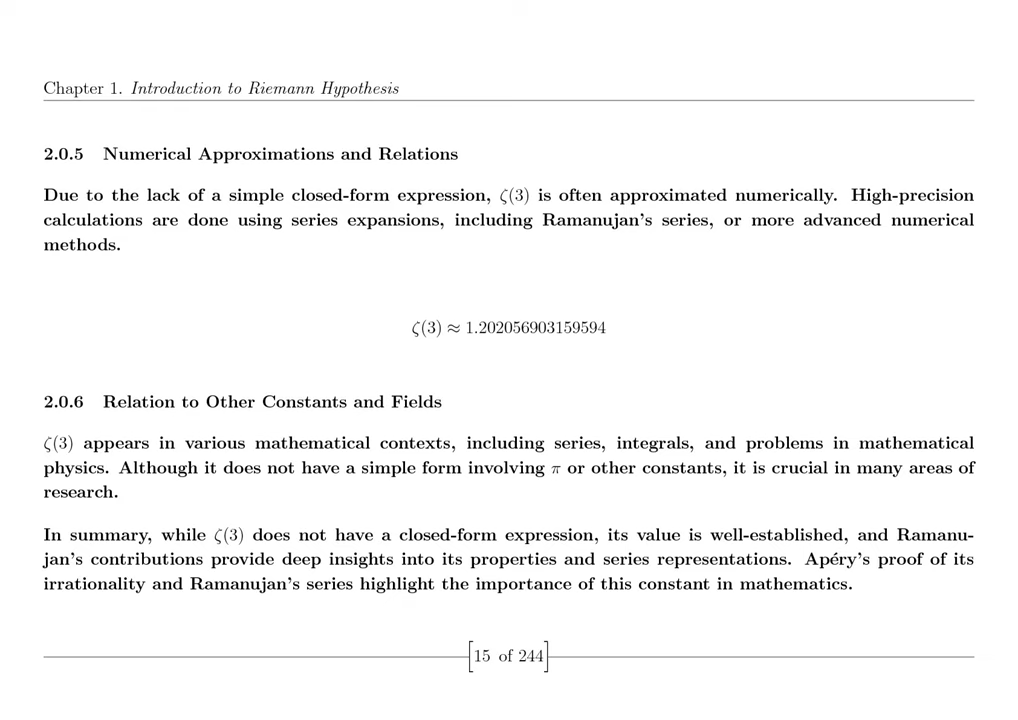 Chapter 1. Introduction to Riemann Hypothesis
2.0.5 Numerical Approximations and Relations
Due to the lack of a simple closed-form expression, ζ(3) is often approximated numerically. High-precision
calculations are done using series expansions, including Ramanujan's series, or more advanced numerical
methods.
ζ(3) ≈ 1.202056903159594
2.0.6 Relation to Other Constants and Fields
ζ(3) appears in various mathematical contexts, including series, integrals, and problems in mathematical
physics. Although it does not have a simple form involving π or other constants, it is crucial in many areas of
research.
In summary, while ζ(3) does not have a closed-form expression, its value is well-established, and Ramanu-
jan's contributions provide deep insights into its properties and series representations. Apéry's proof of its
irrationality and Ramanujan's series highlight the importance of this constant in mathematics.
[15 of 244]